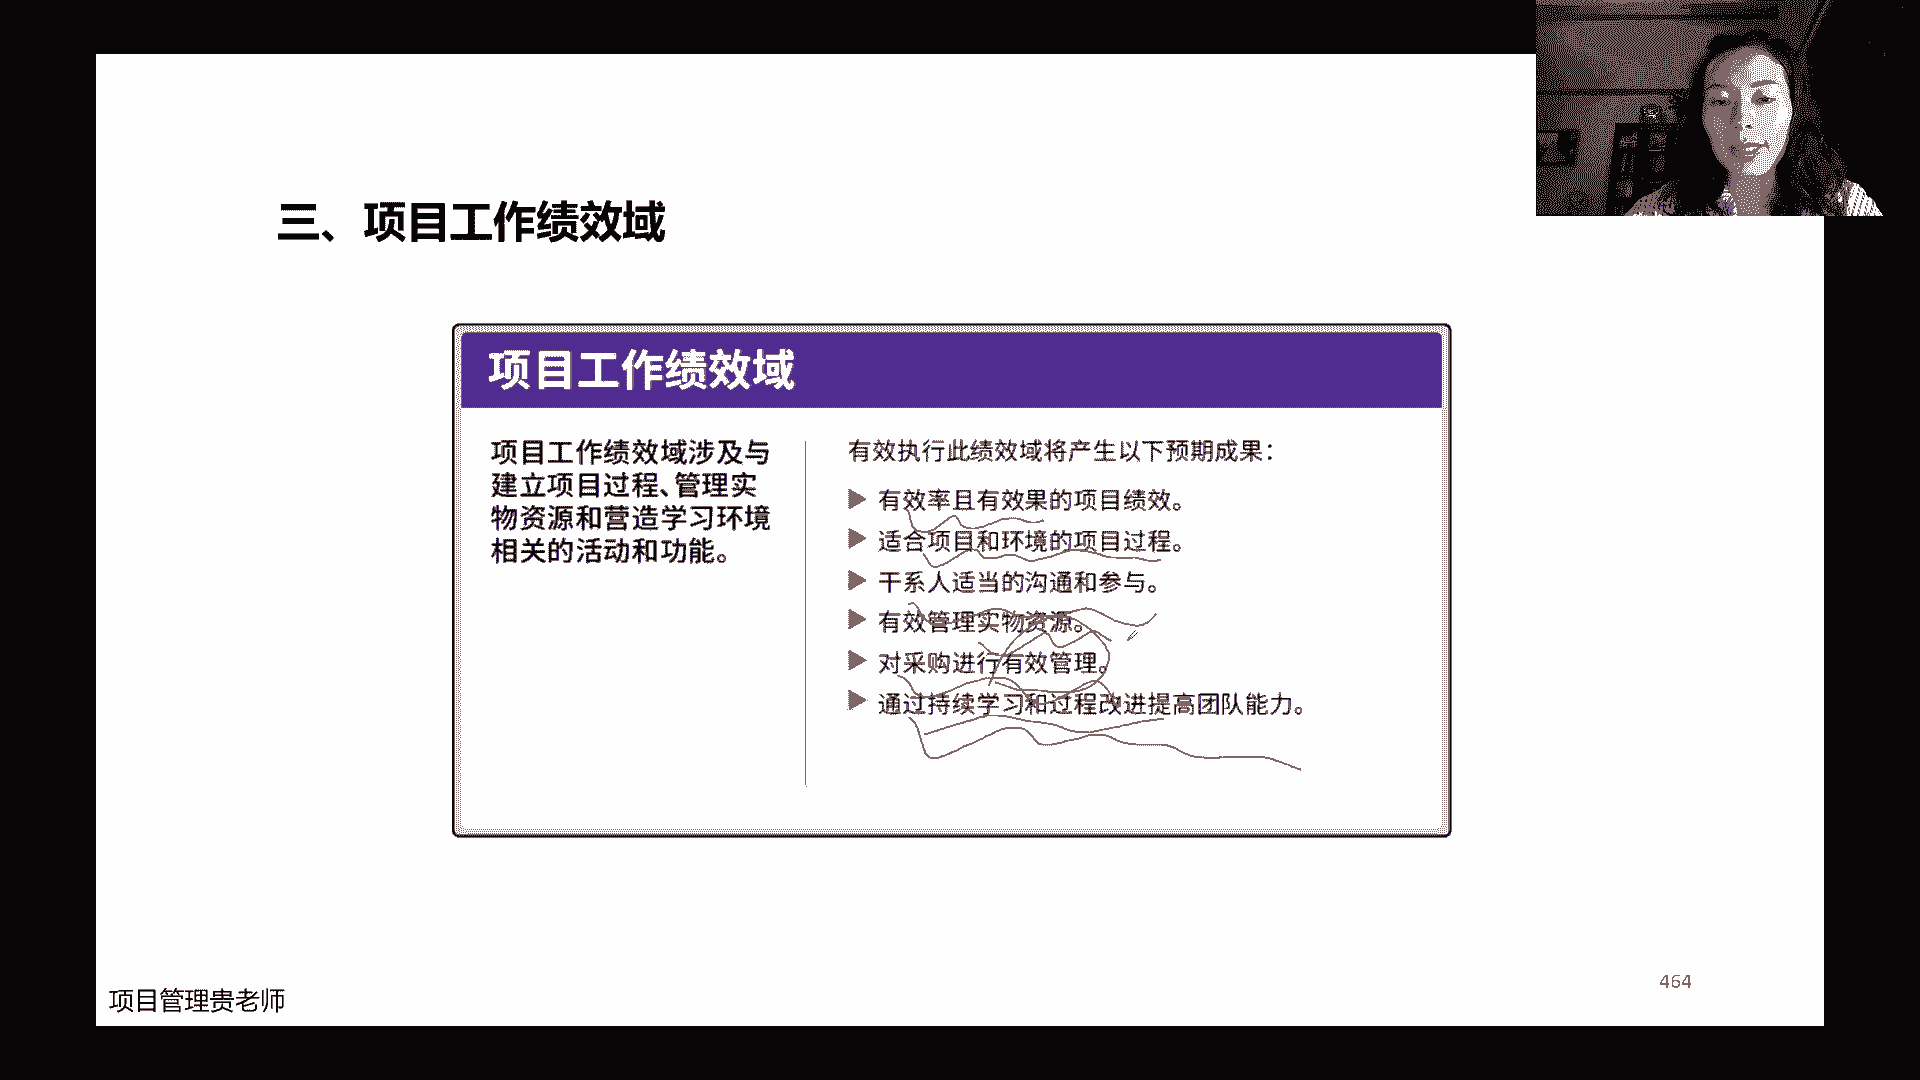 三、项目工作绩效域
项目工作绩效域
项目工作绩效域涉及与
建立项目过程、管理实
物资源和营造学习环境
相关的活动和功能。
有效执行此绩效域将产生以下预期成果：
▶ 有效率且有效果的项目绩效。
▶ 适合项目和环境的项目过程。
▶ 干系人适当的沟通和参与。
▶ 有效管理实物资源。
▶ 对采购进行有效管理。
▶ 通过持续学习和过程改进提高团队能力。
464
项目管理贵老师